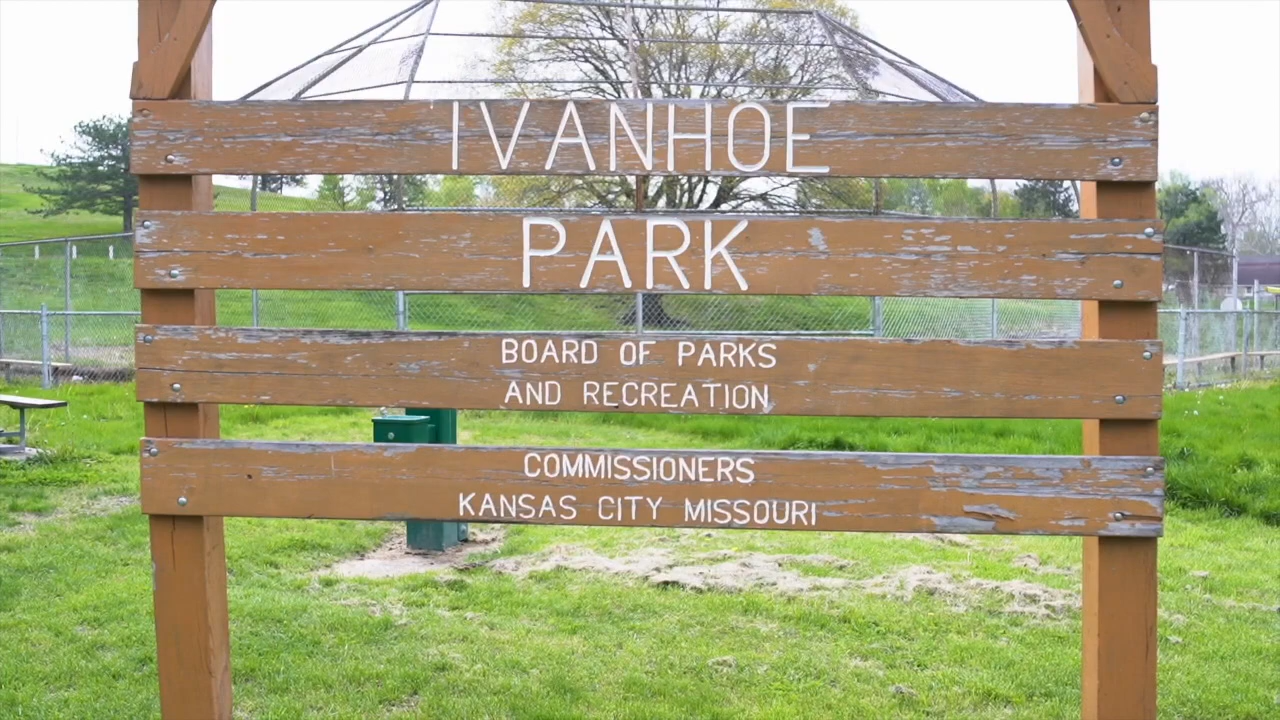 IVANHOE
PARK
BOARD OF PARKS
AND RECREATION
COMMISSIONERS
KANSAS CITY MISSOURI